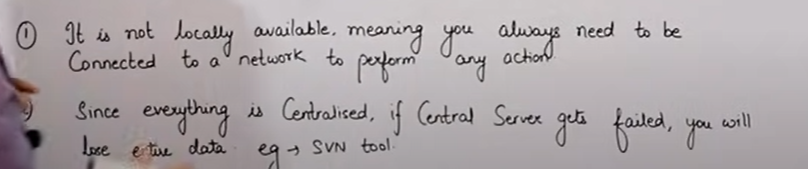 ① It is not locally available, meaning you always need to be
Connected to a network to perform any action
) Since everything is Centralised, if Central Server gets failed, you will
lose entire data. eg → SVN tool.